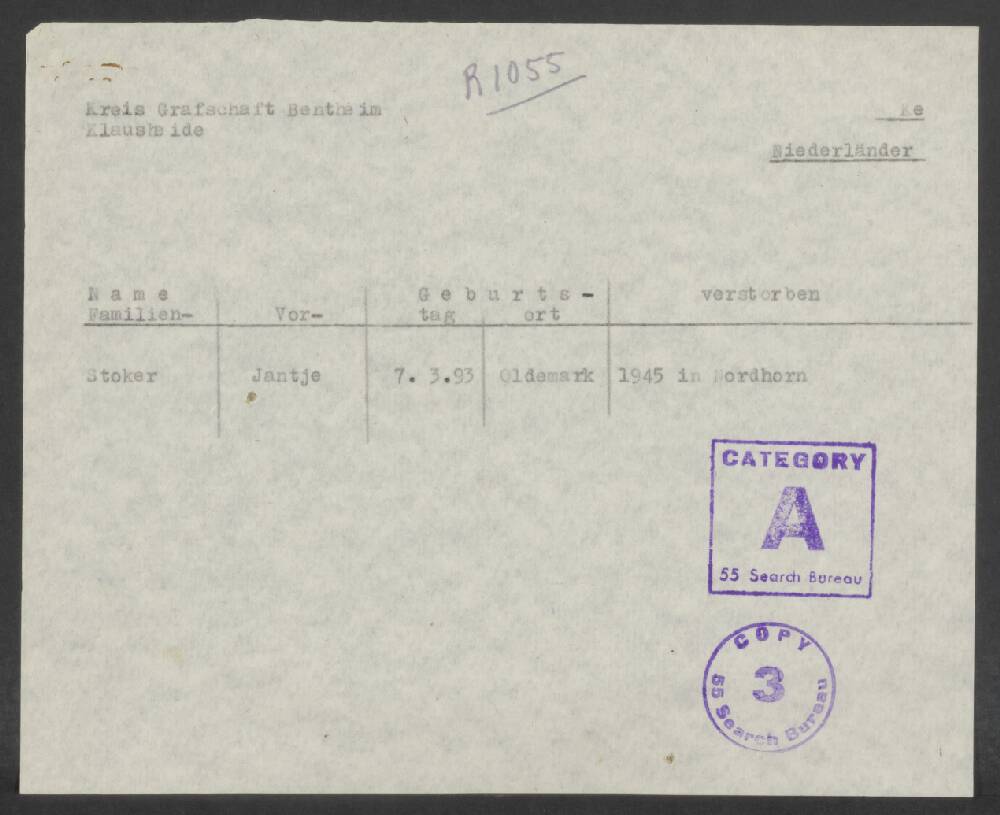 R1055
Kreis Grafschaft Bentheim
Klausheide
Ke
Niederländer
Name Geburts- verstorben
Familien- Vor- tag ort
Stoker Jantje 7. 3.93 Oldemark 1945 in Nordhorn
CATEGORY
A
55 Search Bureau
COPY
3
55 Search Bureau